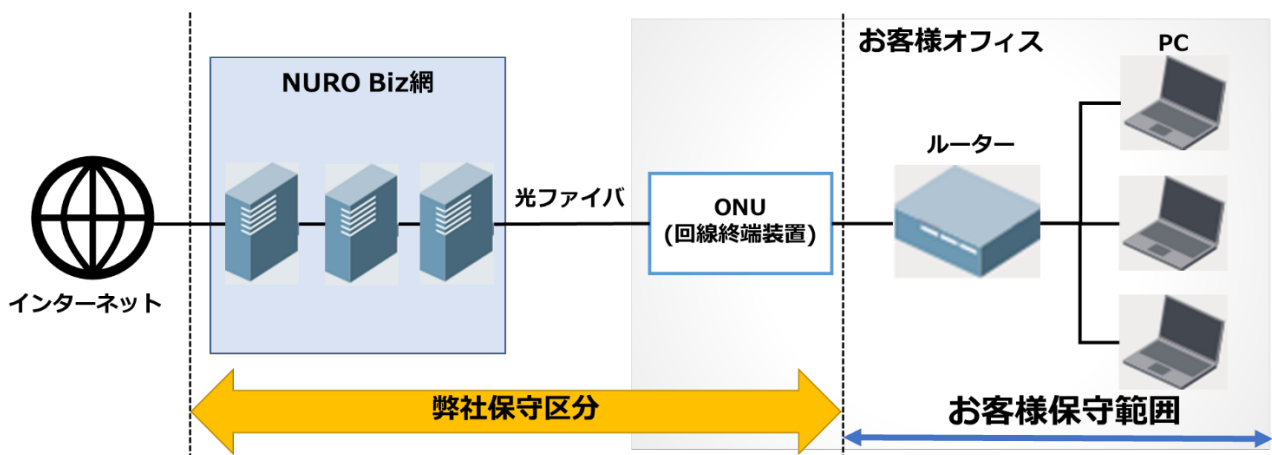 お客様オフィス
PC
NURO Biz網
ルーター
光ファイバ
ONU
(回線終端装置)
インターネット
弊社保守区分
お客様保守範囲